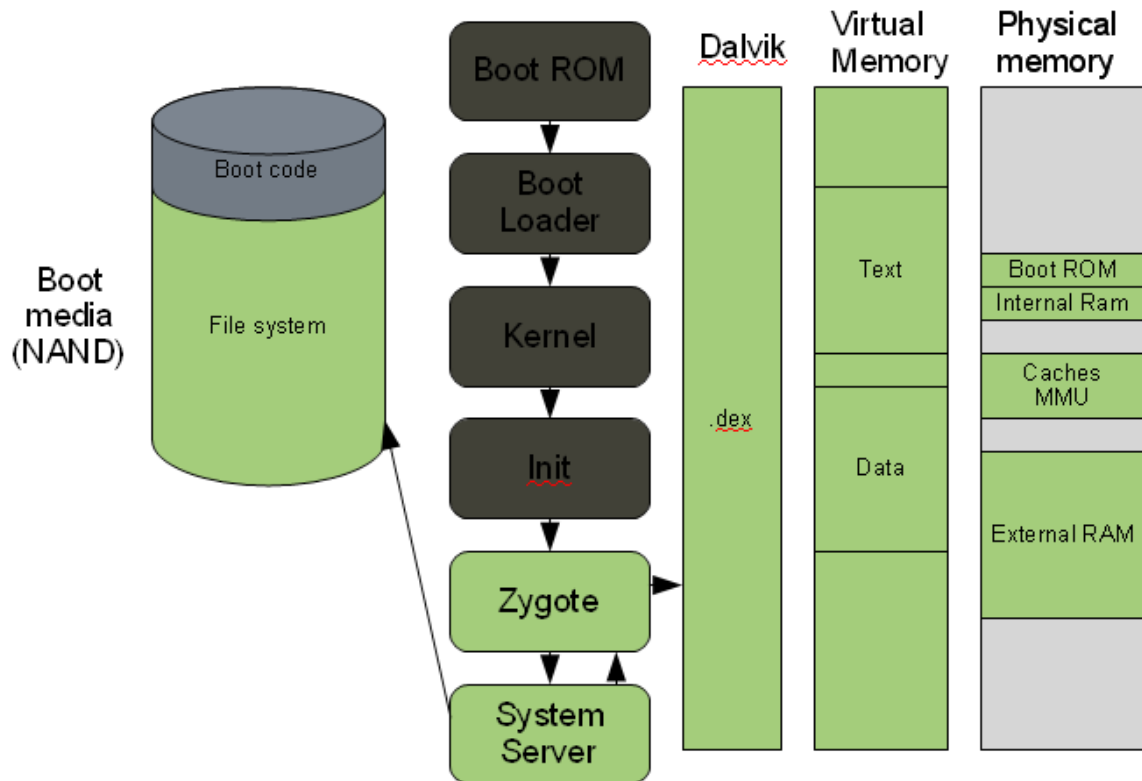 Boot
media
(NAND)
Boot code
File system
Boot ROM
Boot
Loader
Kernel
Init
Zygote
System
Server
Dalvik
.dex
Virtual
Memory
Text
Data
Physical
memory
Boot ROM
Internal Ram
Caches
MMU
External RAM